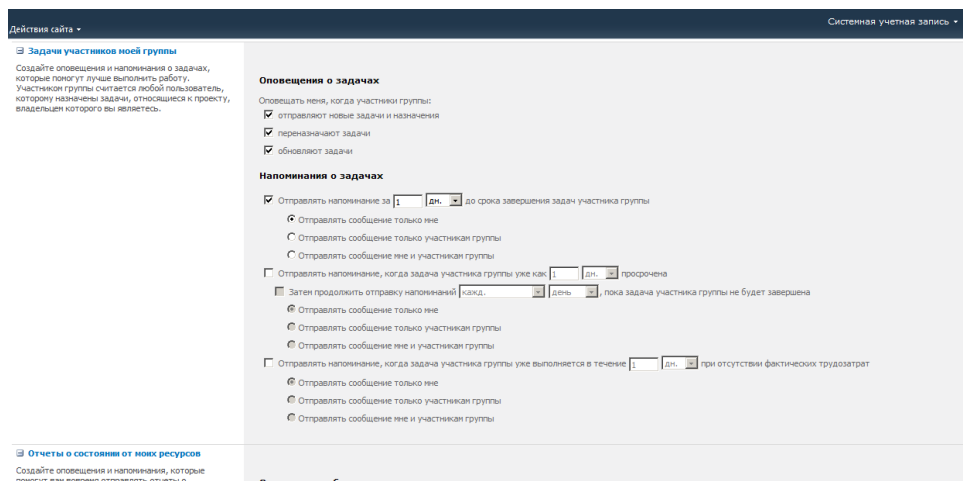 Системная учетная запись
Действия сайта
Задачи участников моей группы
Создайте оповещения и напоминания о задачах,
которые помогут лучше выполнить работу.
Участником группы считается любой пользователь,
которому назначены задачи, относящиеся к проекту,
владельцем которого вы являетесь.
Оповещения о задачах
Оповещать меня, когда участники группы:
отправляют новые задачи и назначения
переназначают задачи
обновляют задачи
Напоминания о задачах
Отправлять напоминание за 1 дн. до срока завершения задач участника группы
Отправлять сообщение только мне
Отправлять сообщение только участникам группы
Отправлять сообщение мне и участникам группы
Отправлять напоминание, когда задача участника группы уже как 1 дн. просрочена
Затем продолжить отправку напоминаний кажд. день , пока задача участника группы не будет завершена
Отправлять сообщение только мне
Отправлять сообщение только участникам группы
Отправлять сообщение мне и участникам группы
Отправлять напоминание, когда задача участника группы уже выполняется в течение 1 дн. при отсутствии фактических трудозатрат
Отправлять сообщение только мне
Отправлять сообщение только участникам группы
Отправлять сообщение мне и участникам группы
Отчеты о состоянии от моих ресурсов
Создайте оповещения и напоминания, которые
помогут вам вовремя отправлять отчеты о